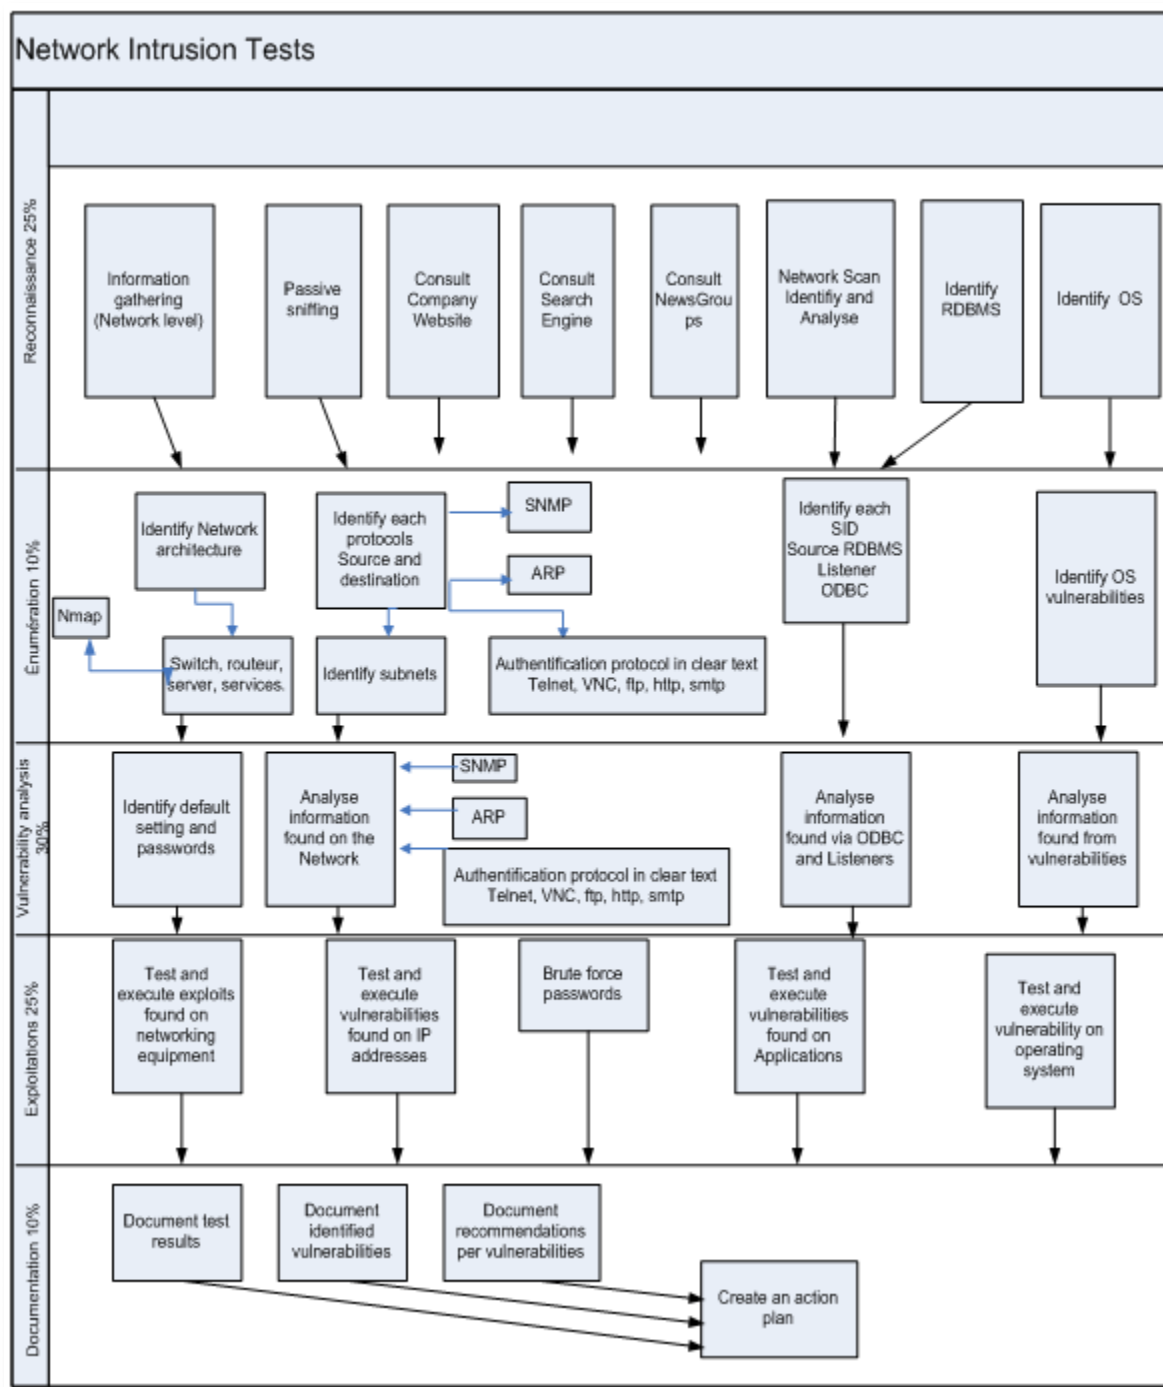 Network Intrusion Tests
Reconnaissance 25%
Information
gathering
(Network level)
Passive
sniffing
Consult
Company
Website
Consult
Search
Engine
Consult
NewsGrou
ps
Network Scan
Identifiy and
Analyse
Identify
RDBMS
Identify OS
Énumération 10%
Identify Network
architecture
Identify each
protocols
Source and
destination
SNMP
ARP
Identify each
SID
Source RDBMS
Listener
ODBC
Identify OS
vulnerabilities
Nmap
Switch, routeur,
server, services.
Identify subnets
Authentification protocol in clear text
Telnet, VNC, ftp, http, smtp
Vulnerability analysis
30%
Identify default
setting and
passwords
Analyse
information
found on the
Network
SNMP
ARP
Authentification protocol in clear text
Telnet, VNC, ftp, http, smtp
Analyse
information
found via ODBC
and Listeners
Analyse
information
found from
vulnerabilities
Exploitations 25%
Test and
execute exploits
found on
networking
equipment
Test and
execute
vulnerabilities
found on IP
addresses
Brute force
passwords
Test and
execute
vulnerabilities
found on
Applications
Test and
execute
vulnerability on
operating
system
Documentation 10%
Document test
results
Document
identified
vulnerabilities
Document
recommendations
per vulnerabilities
Create an action
plan